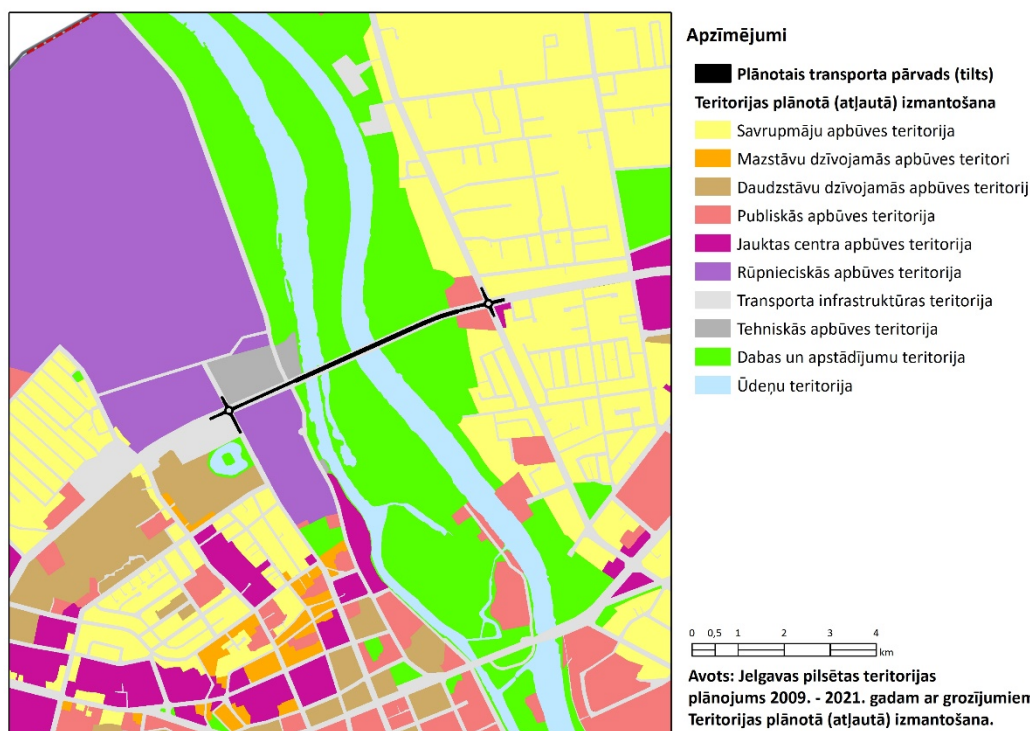 Apzīmējumi
Plānotais transporta pārvads (tilts)
Teritorijas plānotā (atļautā) izmantošana
Savrupmāju apbūves teritorija
Mazstāvu dzīvojamās apbūves teritori
Daudzstāvu dzīvojamās apbūves teritorij
Publiskās apbūves teritorija
Jauktas centra apbūves teritorija
Rūpnieciskās apbūves teritorija
Transporta infrastruktūras teritorija
Tehniskās apbūves teritorija
Dabas un apstādījumu teritorija
Ūdeņu teritorija
0 0,5 1 2 3 4
km
Avots: Jelgavas pilsētas teritorijas
plānojums 2009. - 2021. gadam ar grozījumien
Teritorijas plānotā (atļautā) izmantošana.